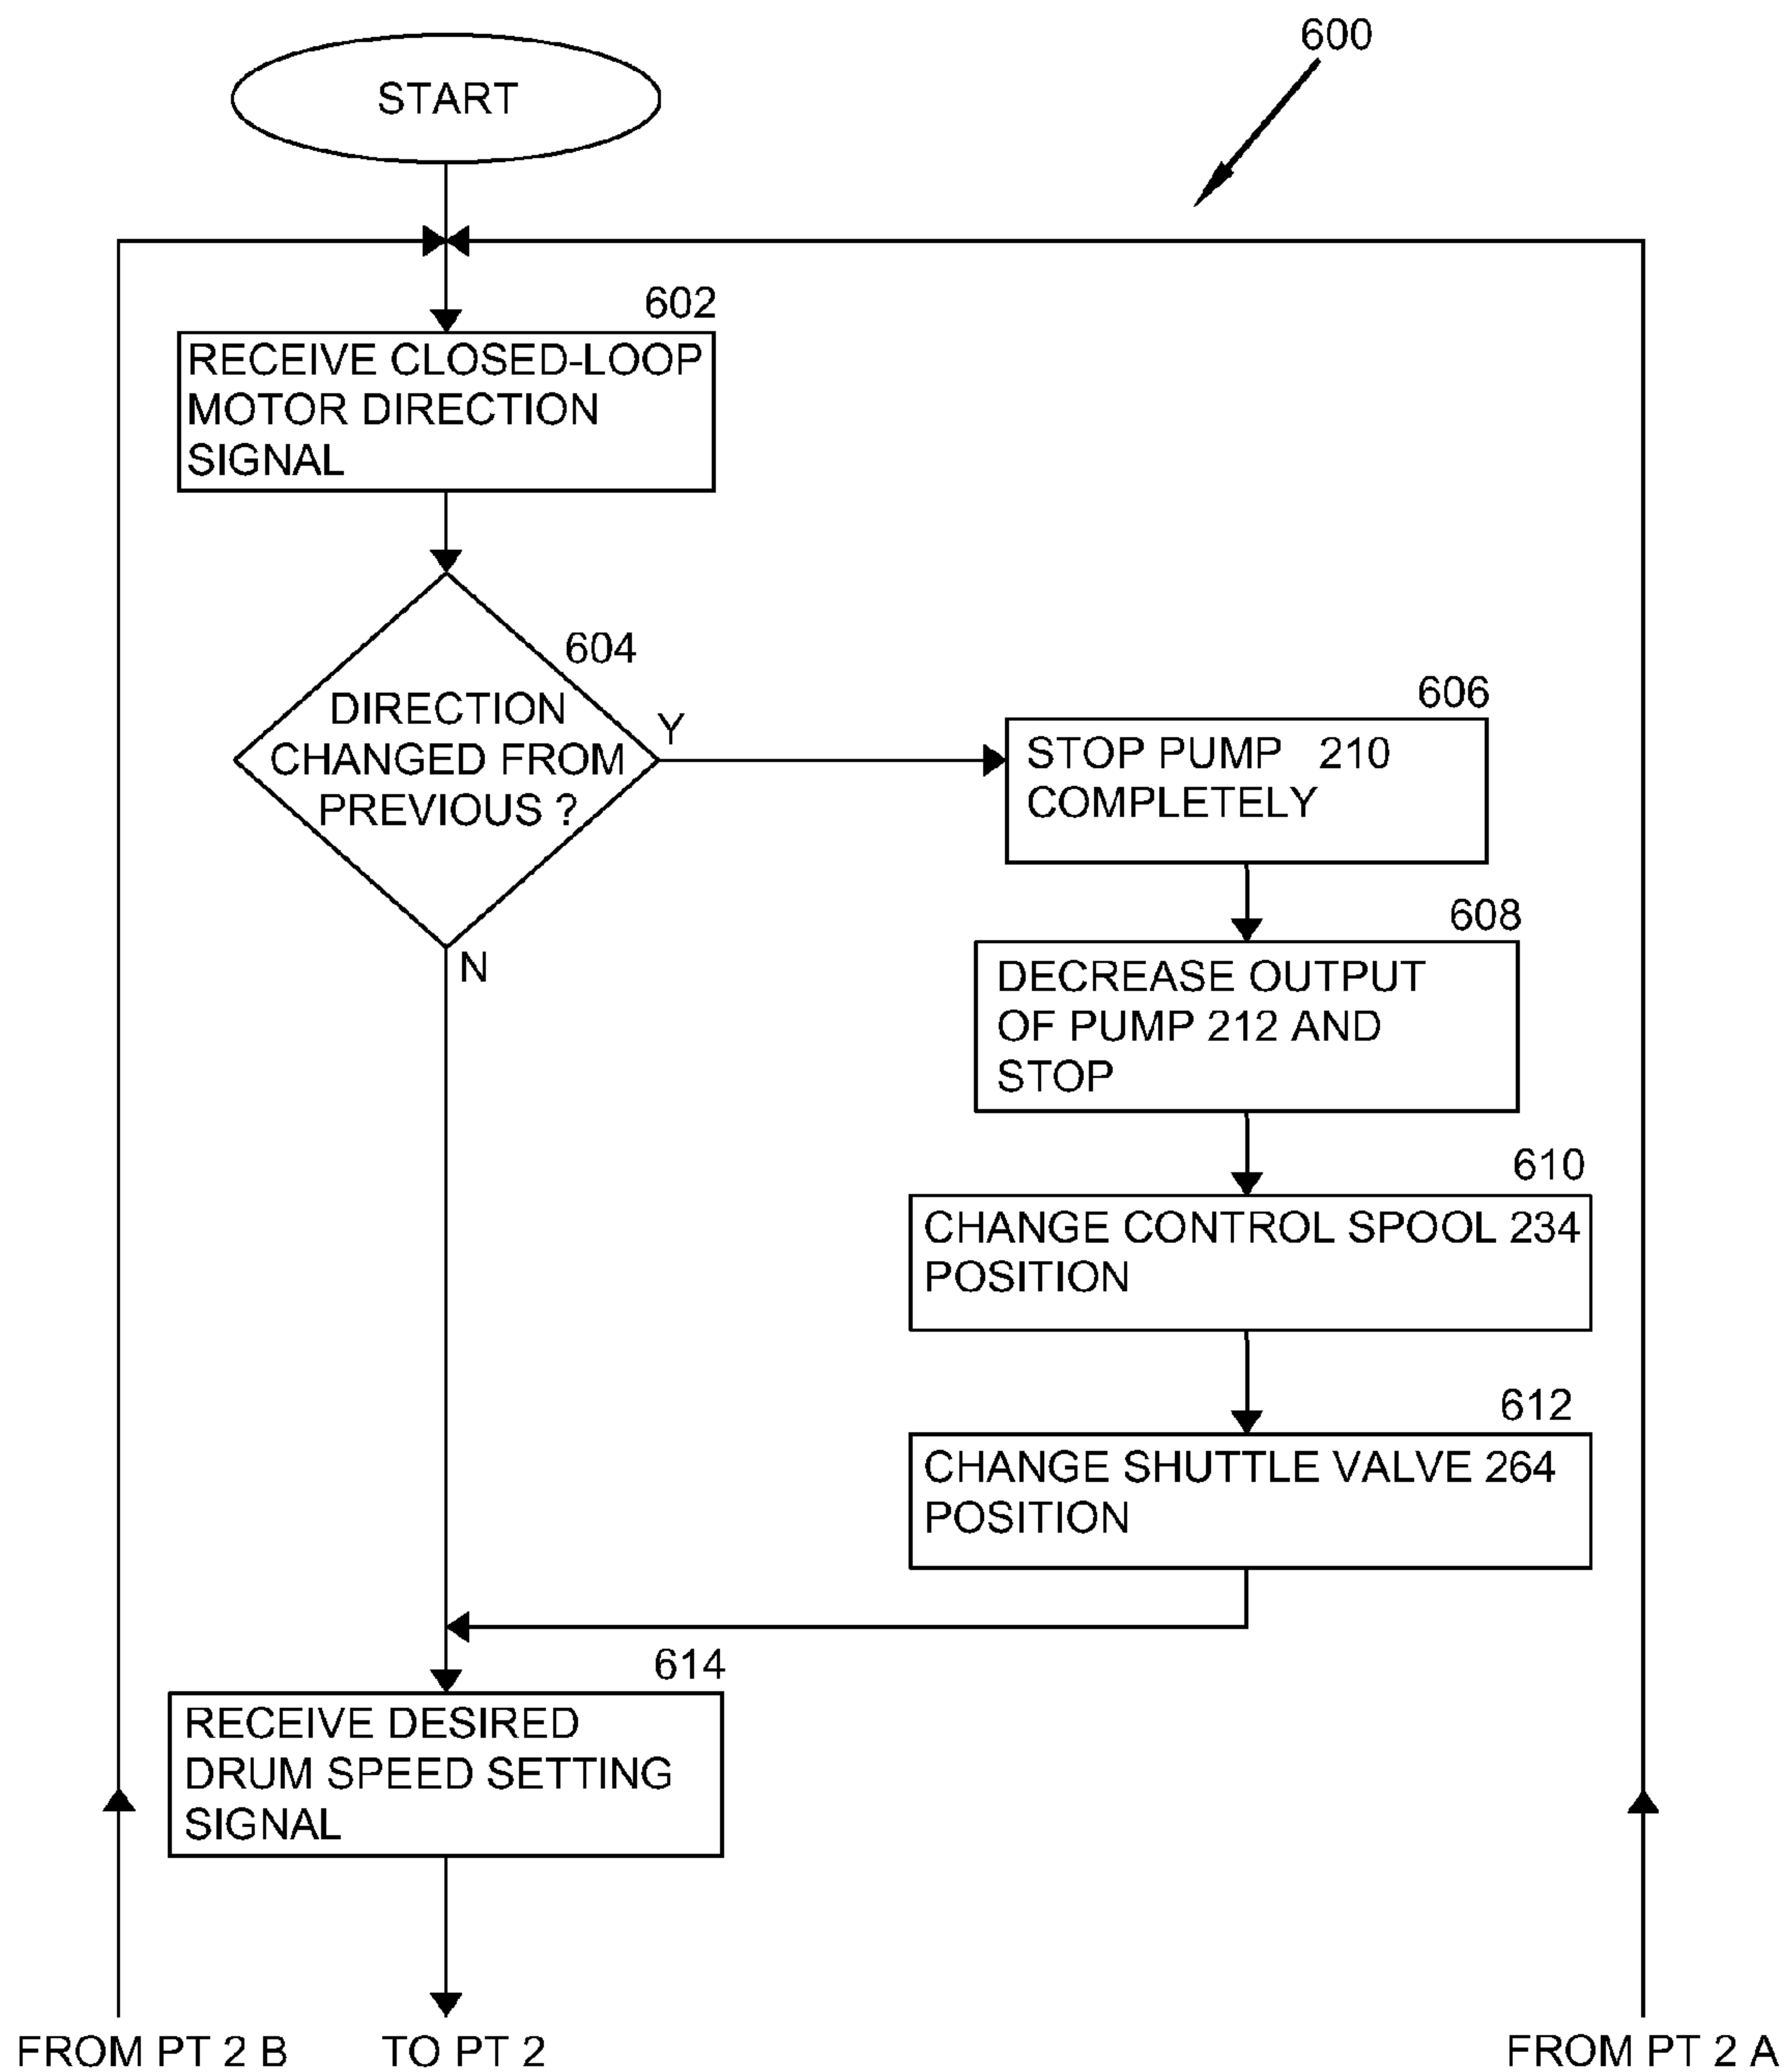 600
START
602
RECEIVE CLOSED-LOOP
MOTOR DIRECTION
SIGNAL
604
DIRECTION
CHANGED FROM
PREVIOUS ?
Y
N
606
STOP PUMP 210
COMPLETELY
608
DECREASE OUTPUT
OF PUMP 212 AND
STOP
610
CHANGE CONTROL SPOOL 234
POSITION
612
CHANGE SHUTTLE VALVE 264
POSITION
614
RECEIVE DESIRED
DRUM SPEED SETTING
SIGNAL
FROM PT 2 B
TO PT 2
FROM PT 2 A